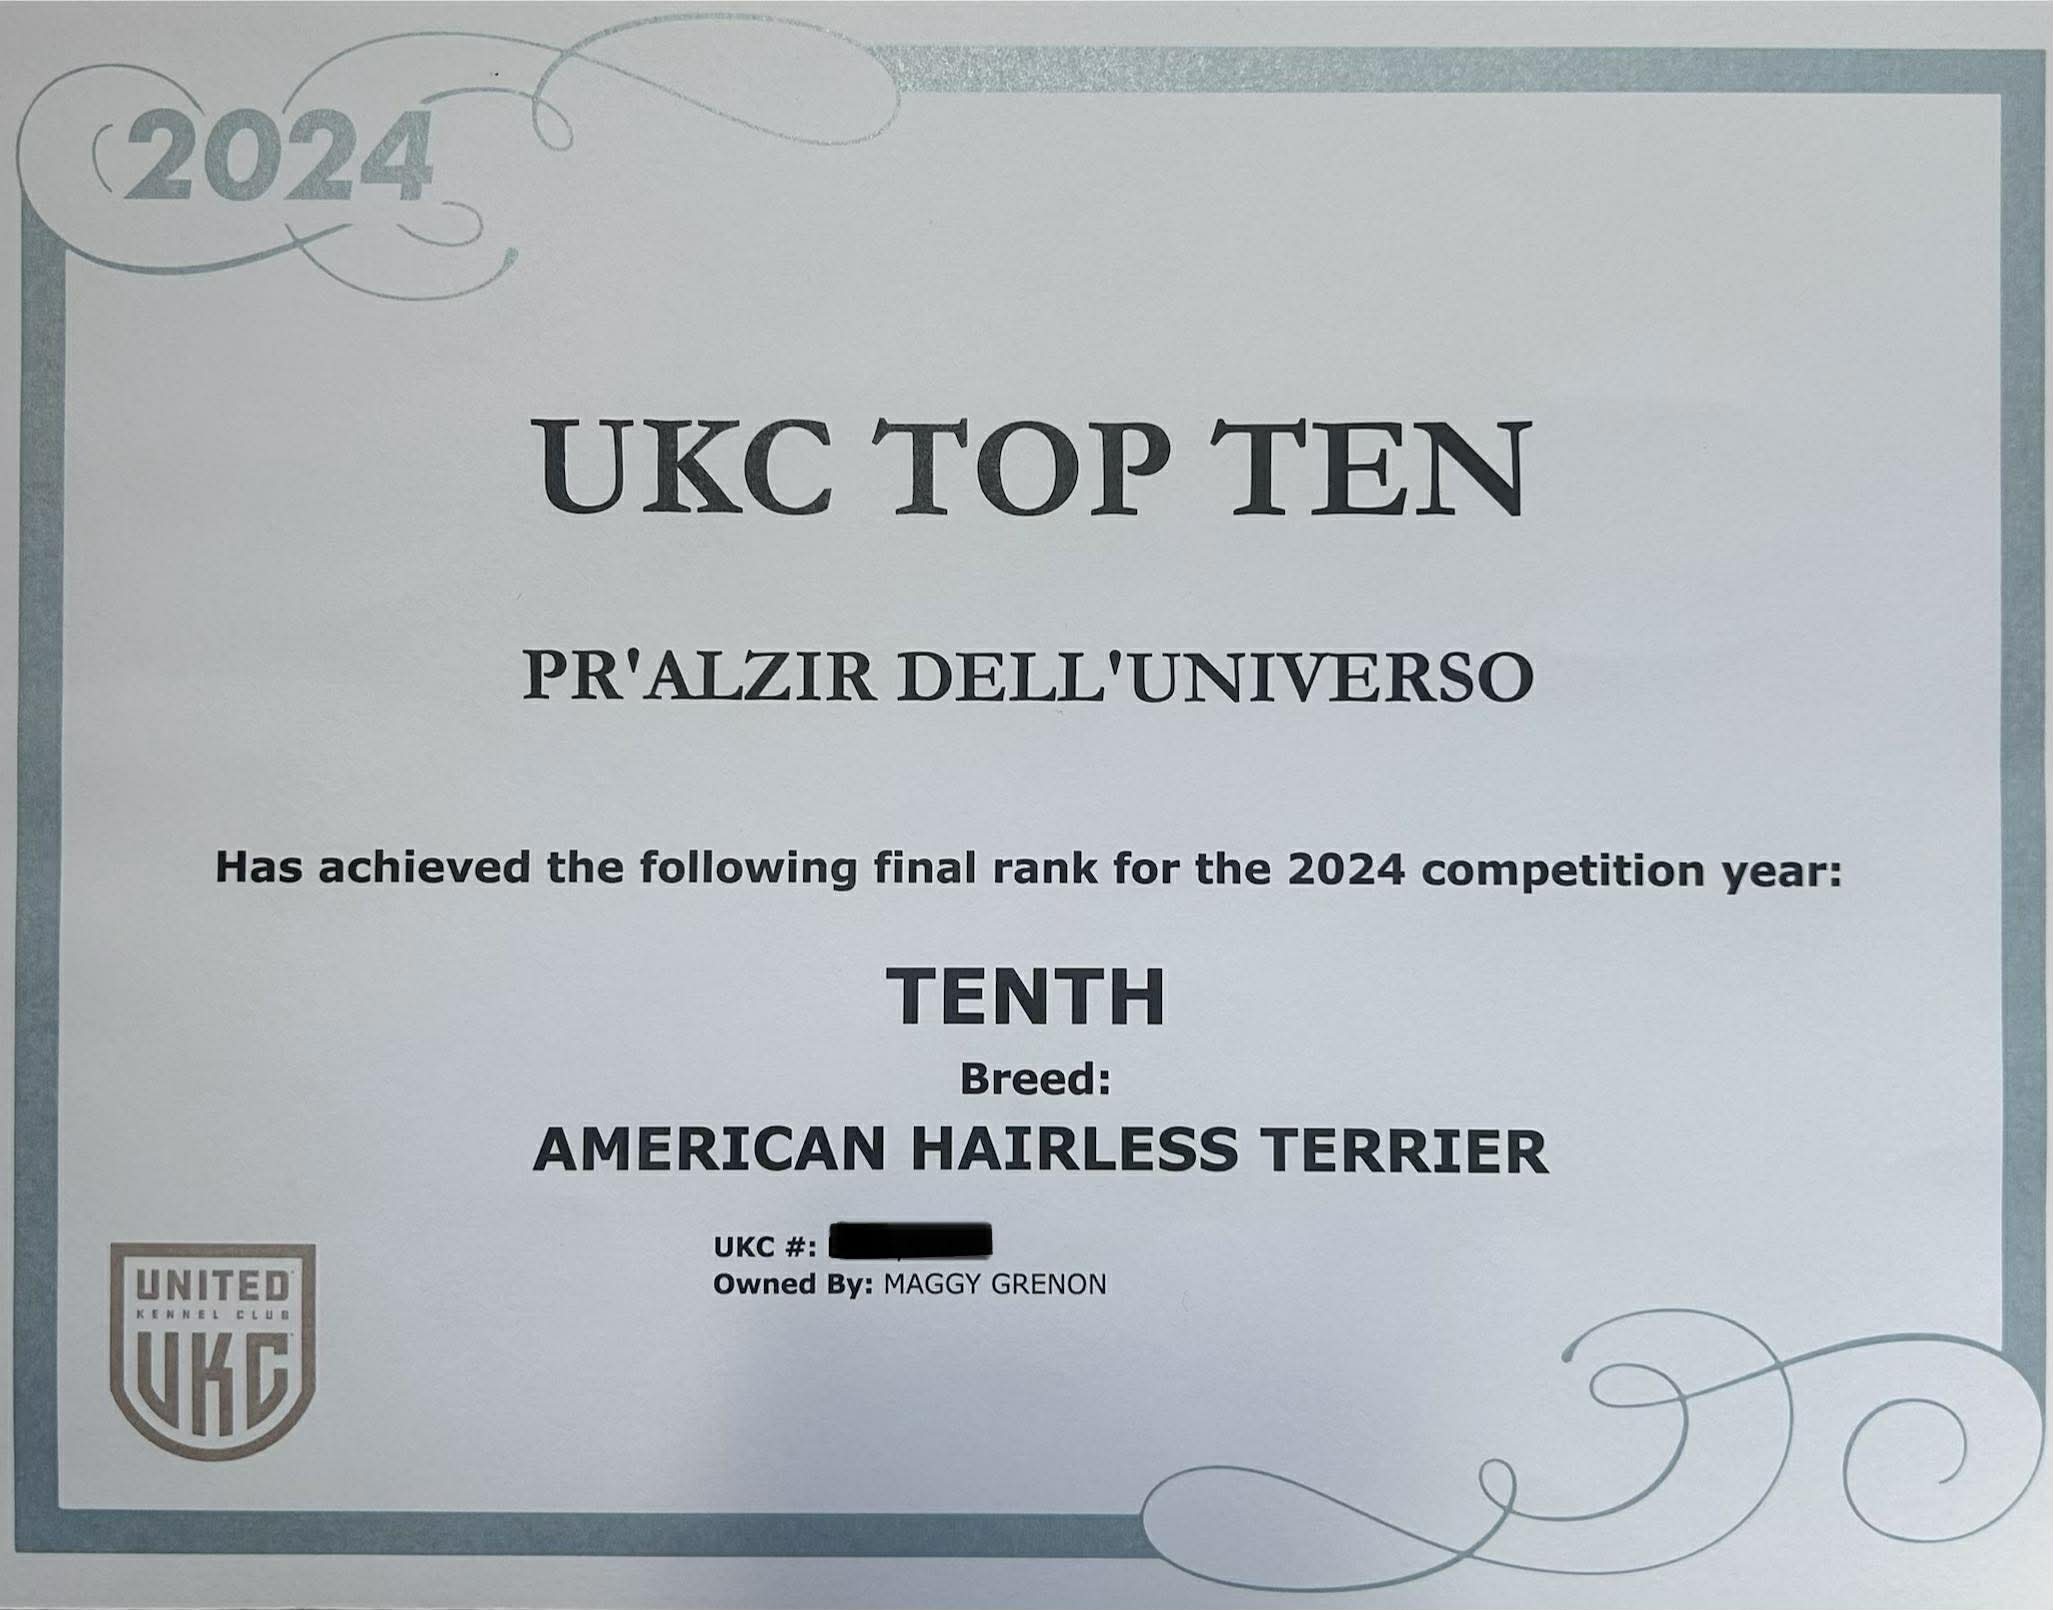 2024
UKC TOP TEN
PR'ALZIR DELL'UNIVERSO
Has achieved the following final rank for the 2024 competition year:
TENTH
Breed:
AMERICAN HAIRLESS TERRIER
UKC #:
Owned By: MAGGY GRENON
UNITED
KENNEL CLUB
UKC